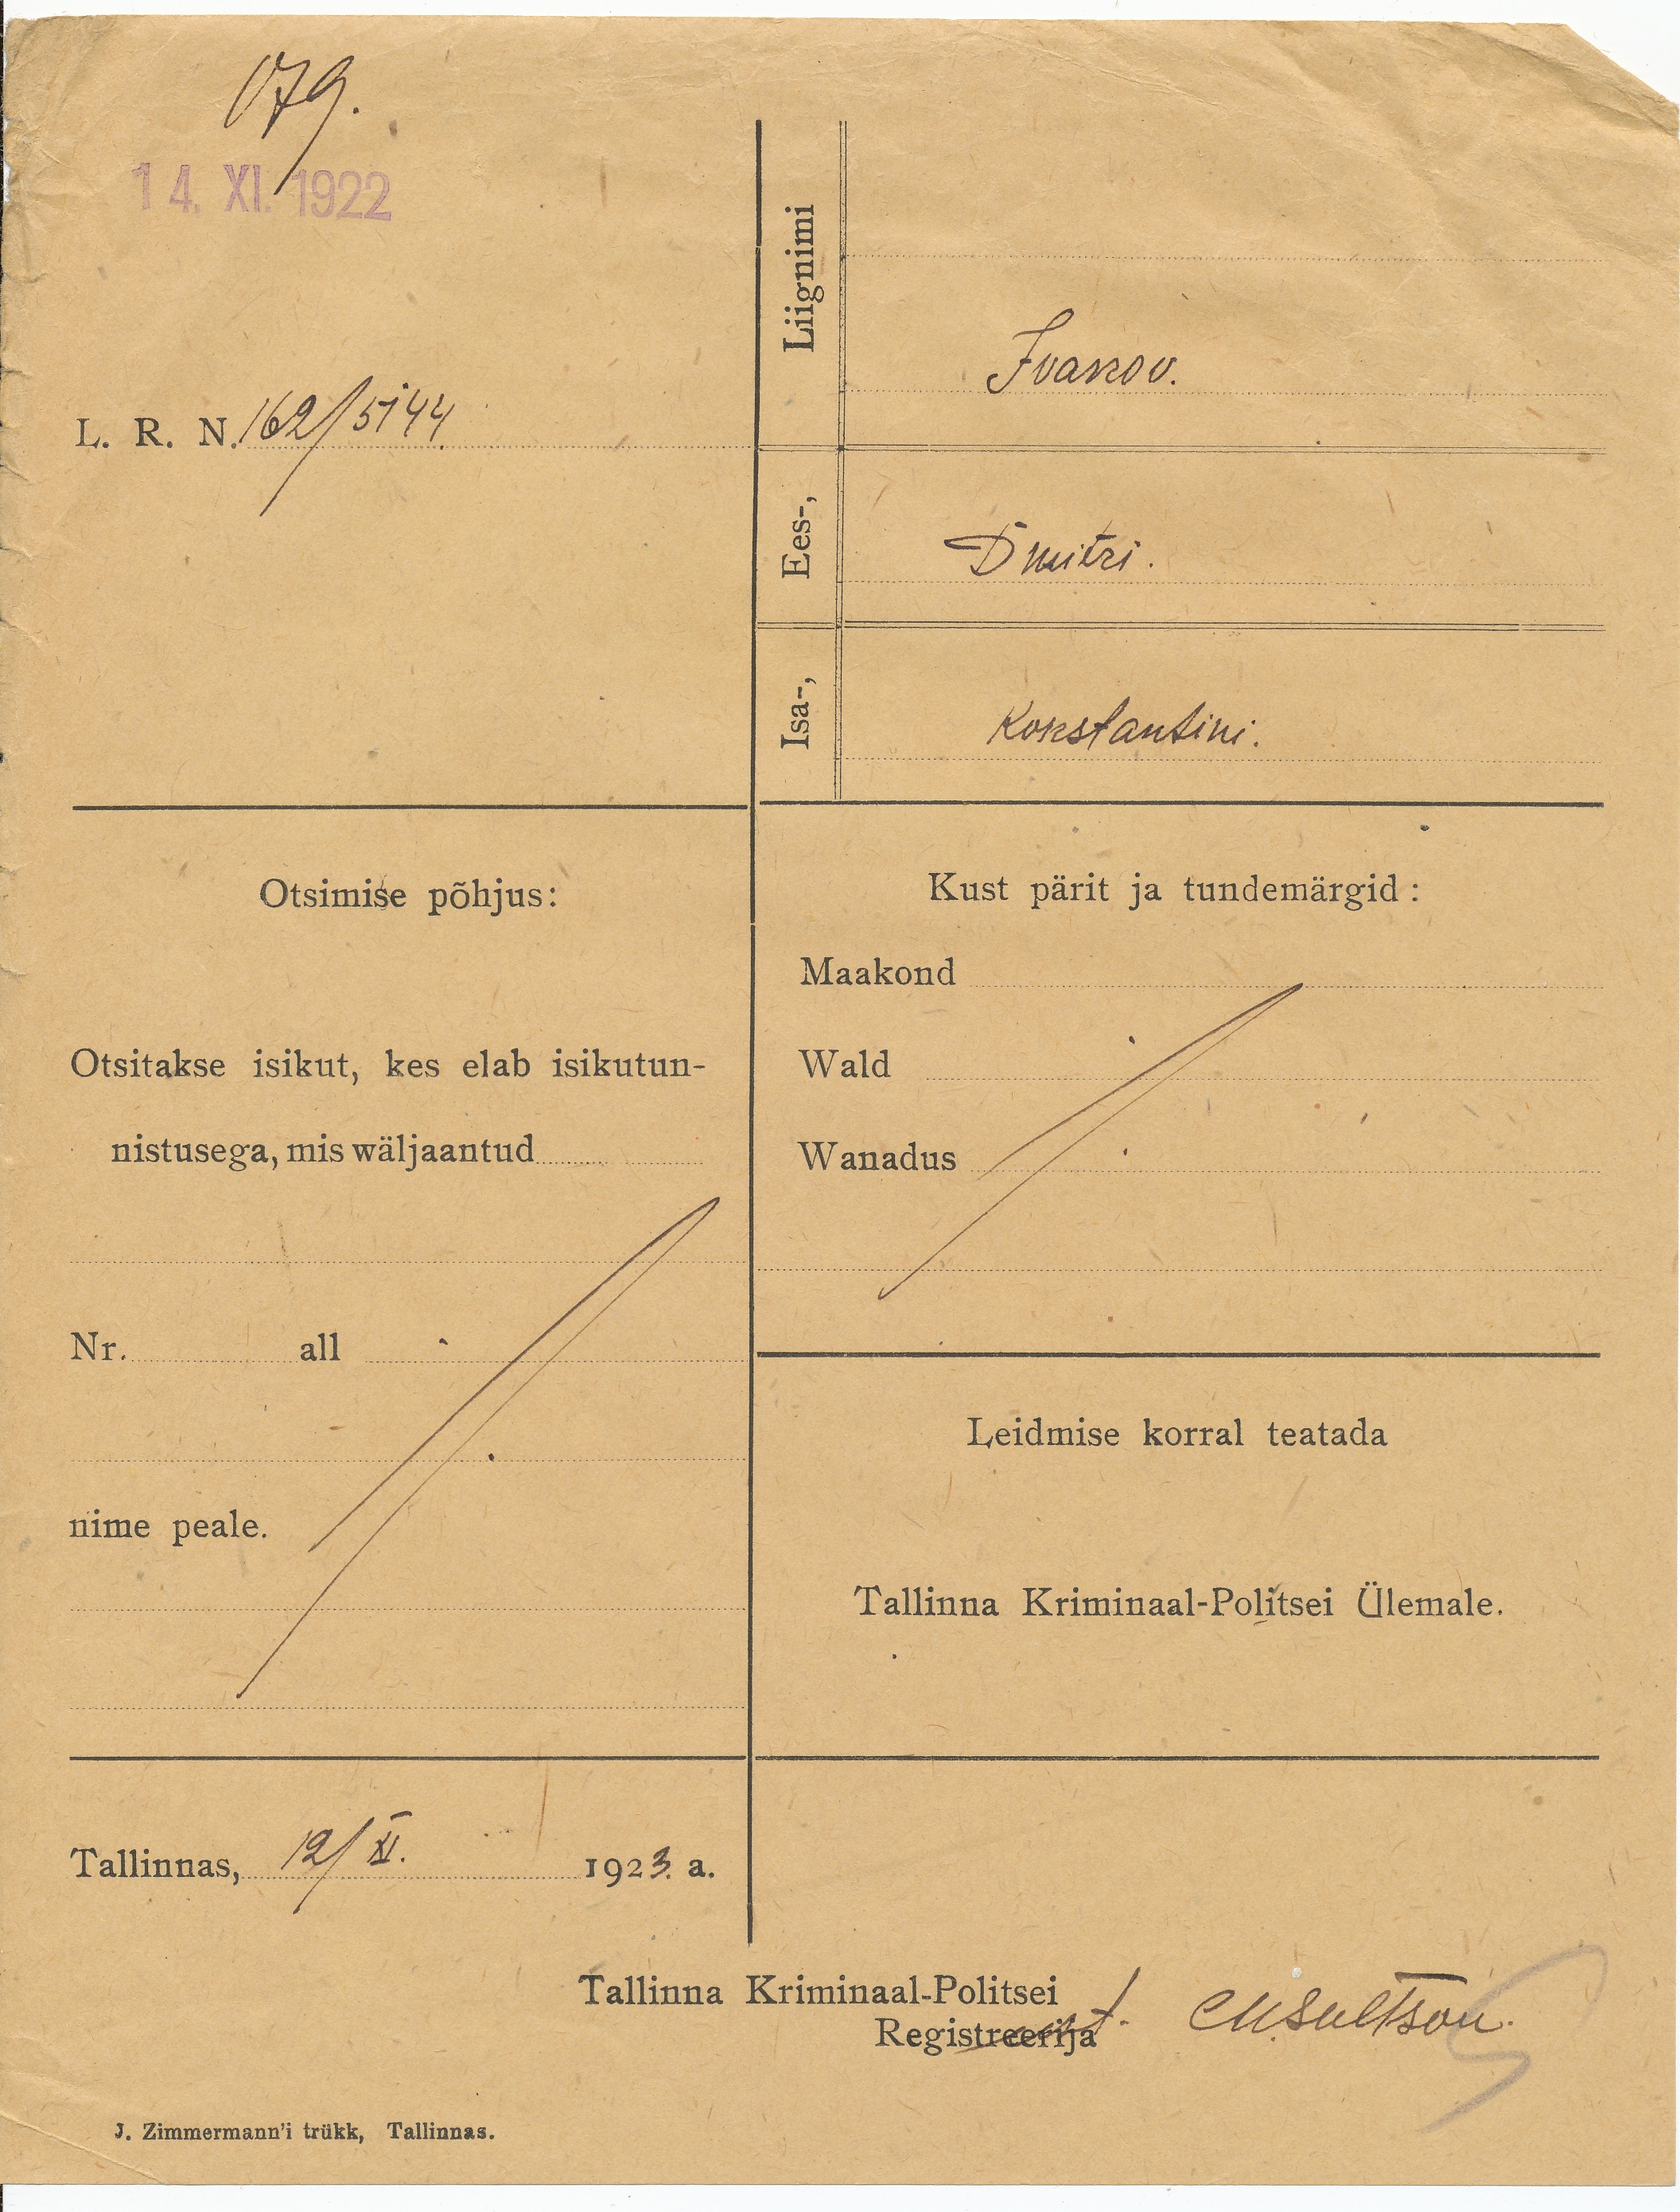 179.
14. XI. 1922
L. R. N. 162/5144
Liignimi
Ivanov.
Ees-,
Dmitri.
Isa-,
Konstantini.
Otsimise põhjus:
Otsitakse isikut, kes elab isikutun-
nistusega, mis wäljaantud
Nr. all
nime peale.
Kust pärit ja tundemärgid:
Maakond
Wald
Wanadus
Leidmise korral teatada
Tallinna Kriminaal-Politsei Ülemale.
Tallinnas, 12/XI. 1923. a.
Tallinna Kriminaal-Politsei
Registreerija
J. Zimmermann'i trükk, Tallinnas.